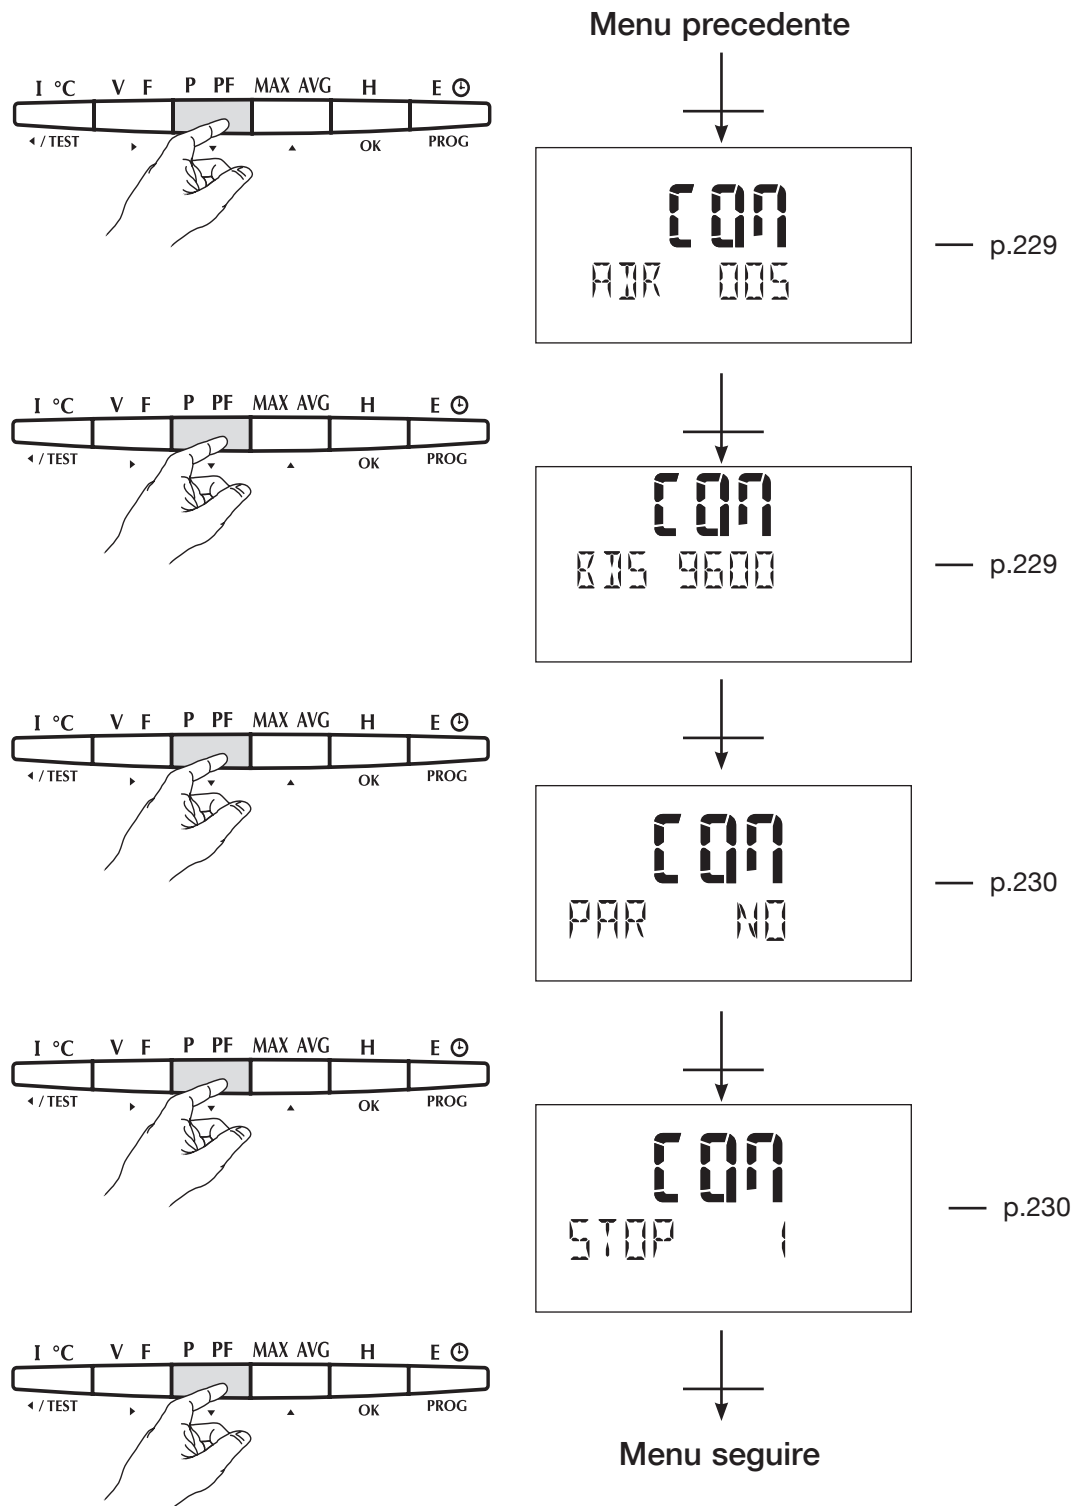 Menu precedente
I °C V F P PF MAX AVG H E
◂ / TEST ▸ ▾ ▴ OK PROG
COM
ADR 005
p.229
I °C V F P PF MAX AVG H E
◂ / TEST ▸ ▾ ▴ OK PROG
COM
BDS 9600
p.229
I °C V F P PF MAX AVG H E
◂ / TEST ▸ ▾ ▴ OK PROG
COM
PAR NO
p.230
I °C V F P PF MAX AVG H E
◂ / TEST ▸ ▾ ▴ OK PROG
COM
STOP 1
p.230
I °C V F P PF MAX AVG H E
◂ / TEST ▸ ▾ ▴ OK PROG
Menu seguire